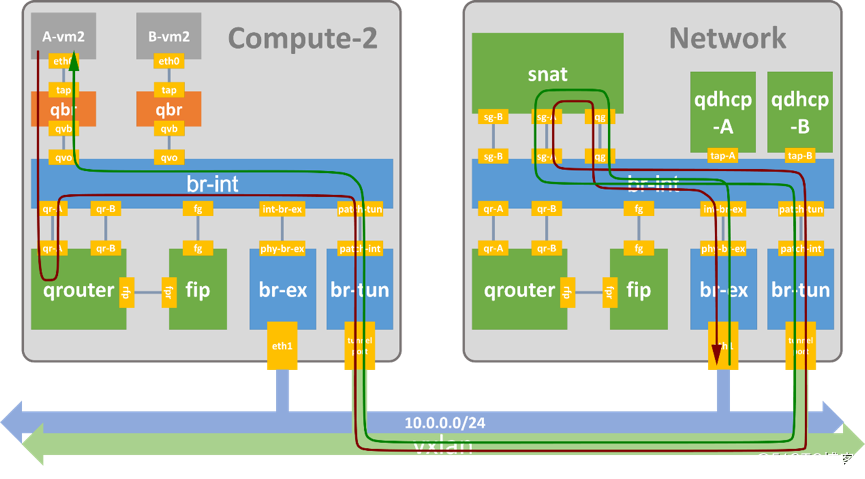 A-vm2
B-vm2
Compute-2
eth0
eth0
tap
tap
qbr
qbr
qvb
qvb
qvo
qvo
br-int
qr-A
qr-B
fg
int-br-ex
patch-tun
qr-A
qr-B
fg
phy-br-ex
patch-int
qrouter
rfp
fpr
fip
br-ex
br-tun
eth1
tunnel
port
Network
snat
qdhcp
-A
qdhcp
-B
sg-B
sg-A
qg
sg-B
sg-A
qg
tap-A
tap-B
br-int
qr-A
qr-B
fg
int-br-ex
patch-tun
qr-A
qr-B
fg
phy-br-ex
patch-int
qrouter
rfp
fpr
fip
br-ex
br-tun
eth1
tunnel
port
10.0.0.0/24
vxlan